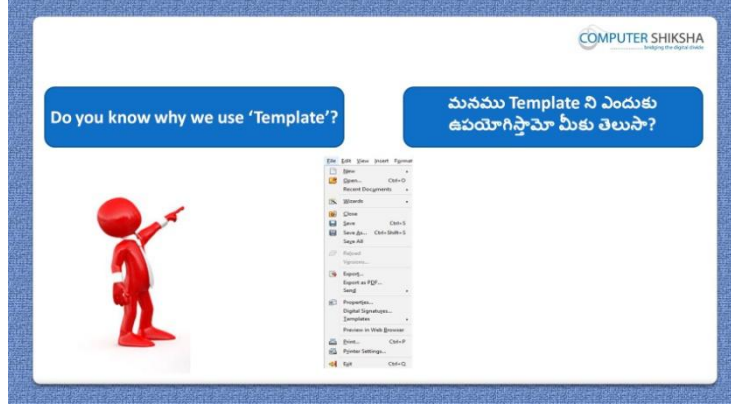 COMPUTER SHIKSHA
bridging the digital divide
Do you know why we use ‘Template’?
మనము Template ని ఎందుకు
ఉపయోగిస్తామో మీకు తెలుసా?
File Edit View Insert Format
New
Open... Ctrl+O
Recent Documents
Wizards
Close
Save Ctrl+S
Save As... Ctrl+Shift+S
Save All
Reload
Versions...
Export...
Export as PDF...
Send
Properties...
Digital Signatures...
Templates
Preview in Web Browser
Print... Ctrl+P
Printer Settings...
Exit Ctrl+Q